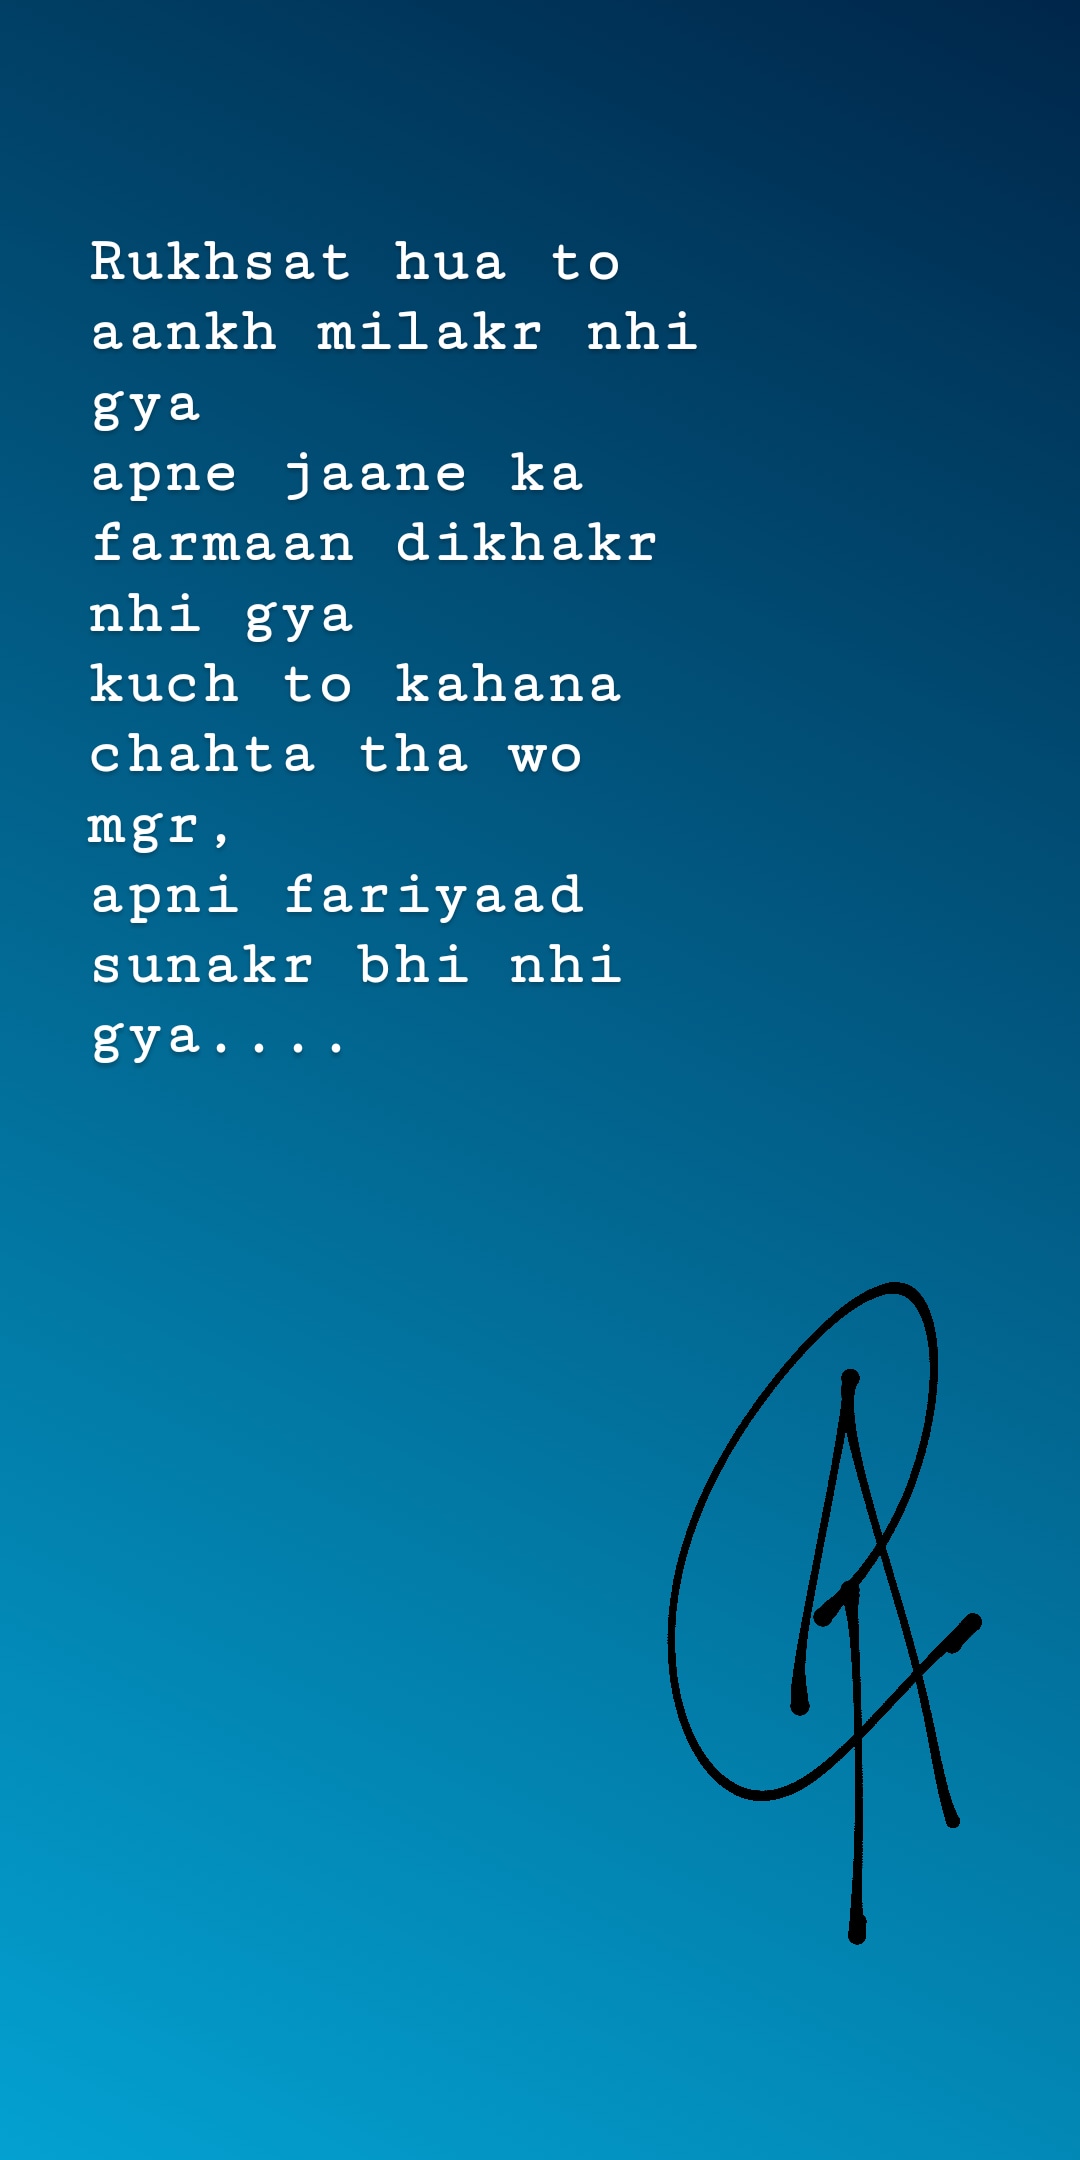 Rukhsat hua to
aankh milakr nhi
gya
apne jaane ka
farmaan dikhakr
nhi gya
kuch to kahana
chahta tha wo
mgr,
apni fariyaad
sunakr bhi nhi
gya....